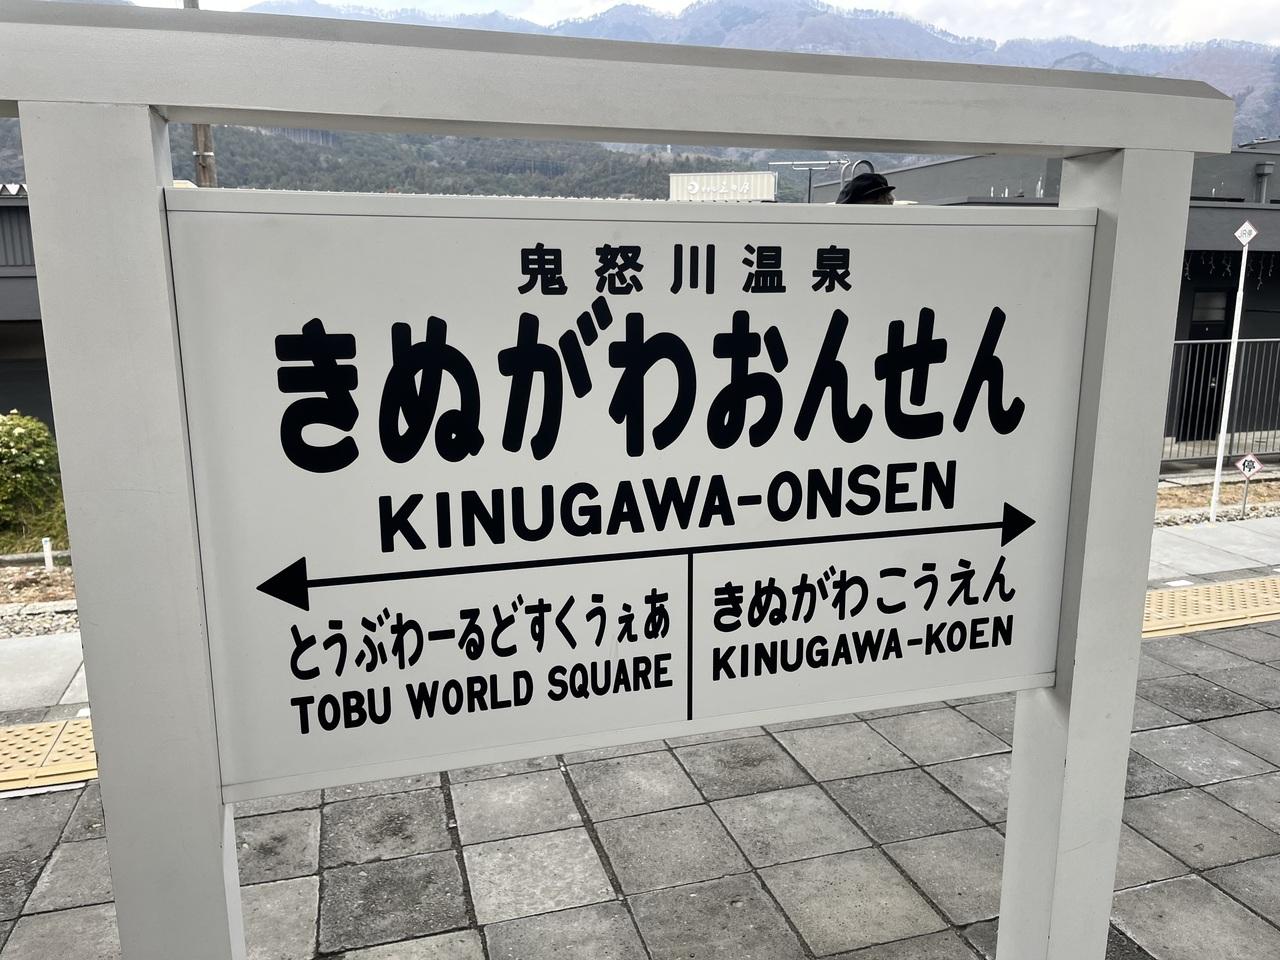 鬼怒川温泉
きぬがわおんせん
KINUGAWA-ONSEN
とうぶわーるどすくうぇあ
TOBU WORLD SQUARE
きぬがわこうえん
KINUGAWA-KOEN
停